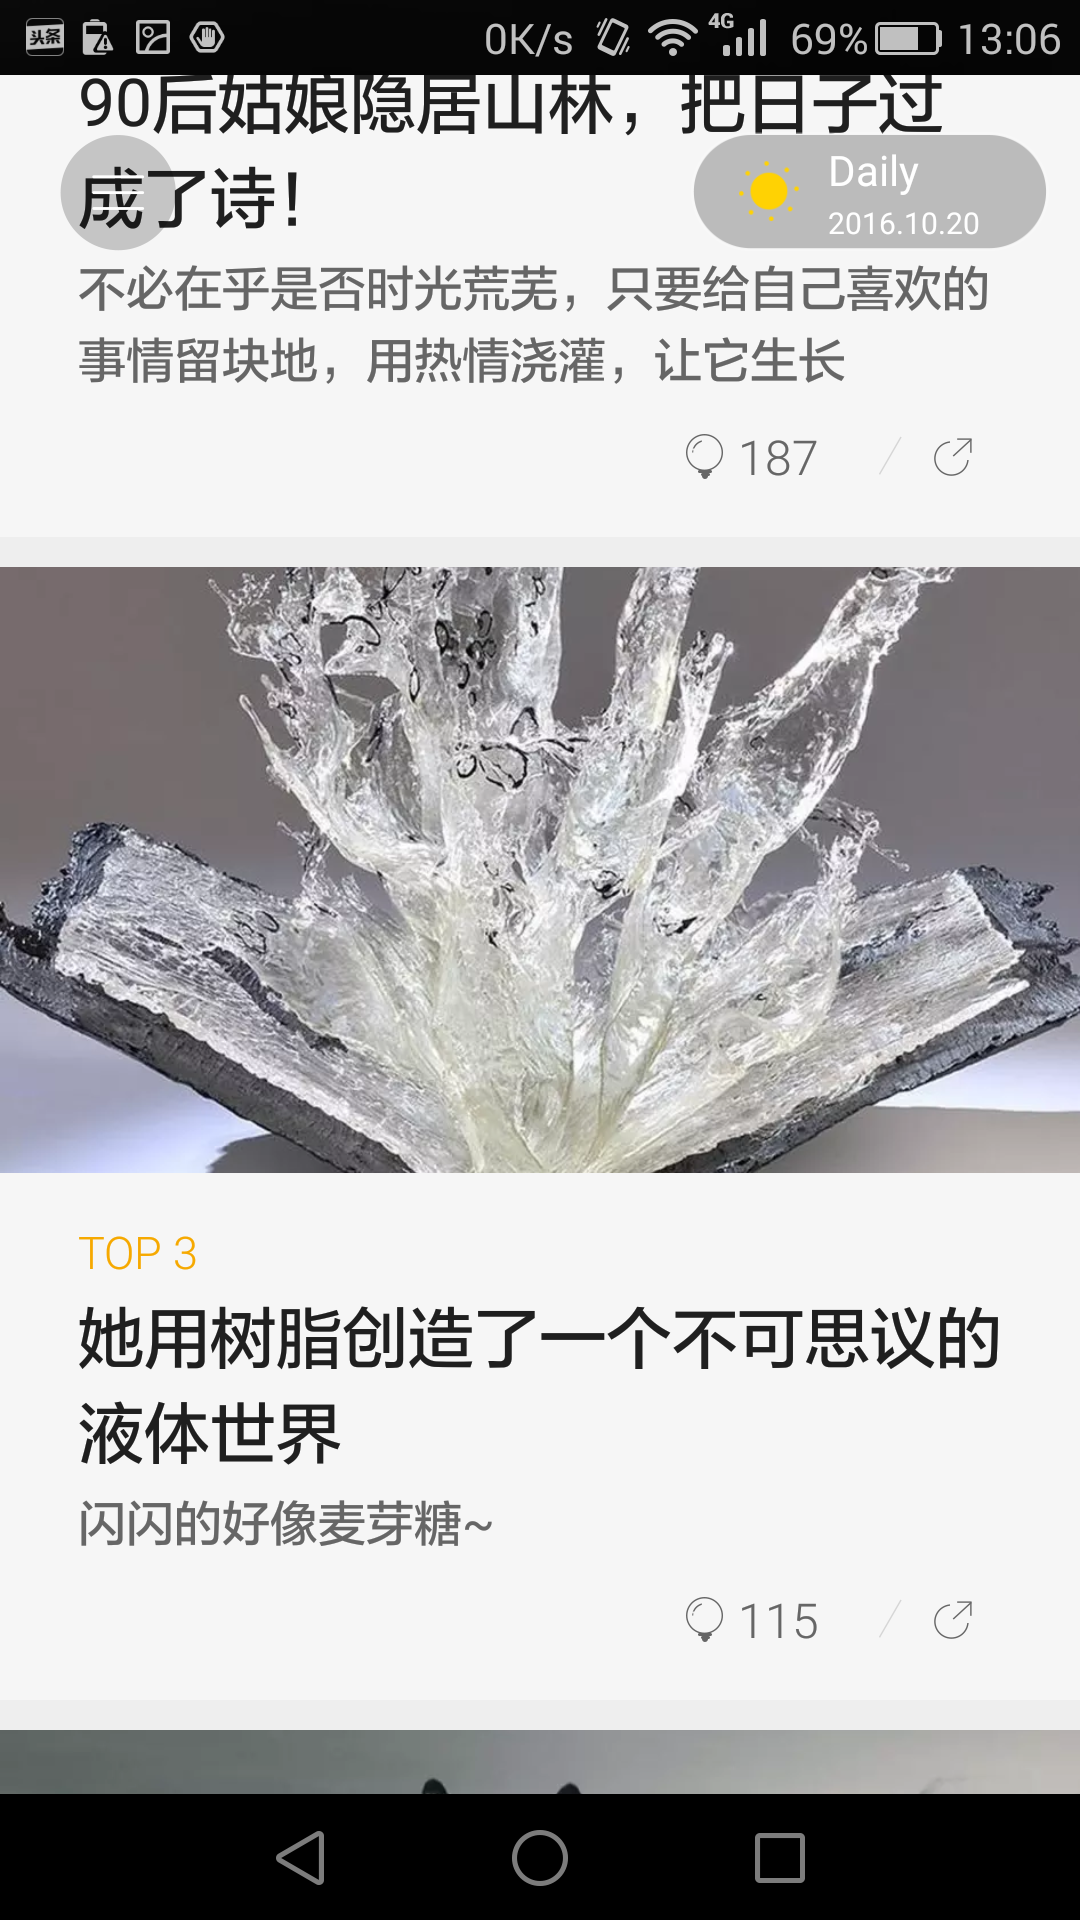 头条
0K/s 4G 69% 13:06
90后姑娘隐居山林，把日子过
成了诗！
Daily
2016.10.20
不必在乎是否时光荒芜，只要给自己喜欢的
事情留块地，用热情浇灌，让它生长
187
TOP 3
她用树脂创造了一个不可思议的
液体世界
闪闪的好像麦芽糖~
115